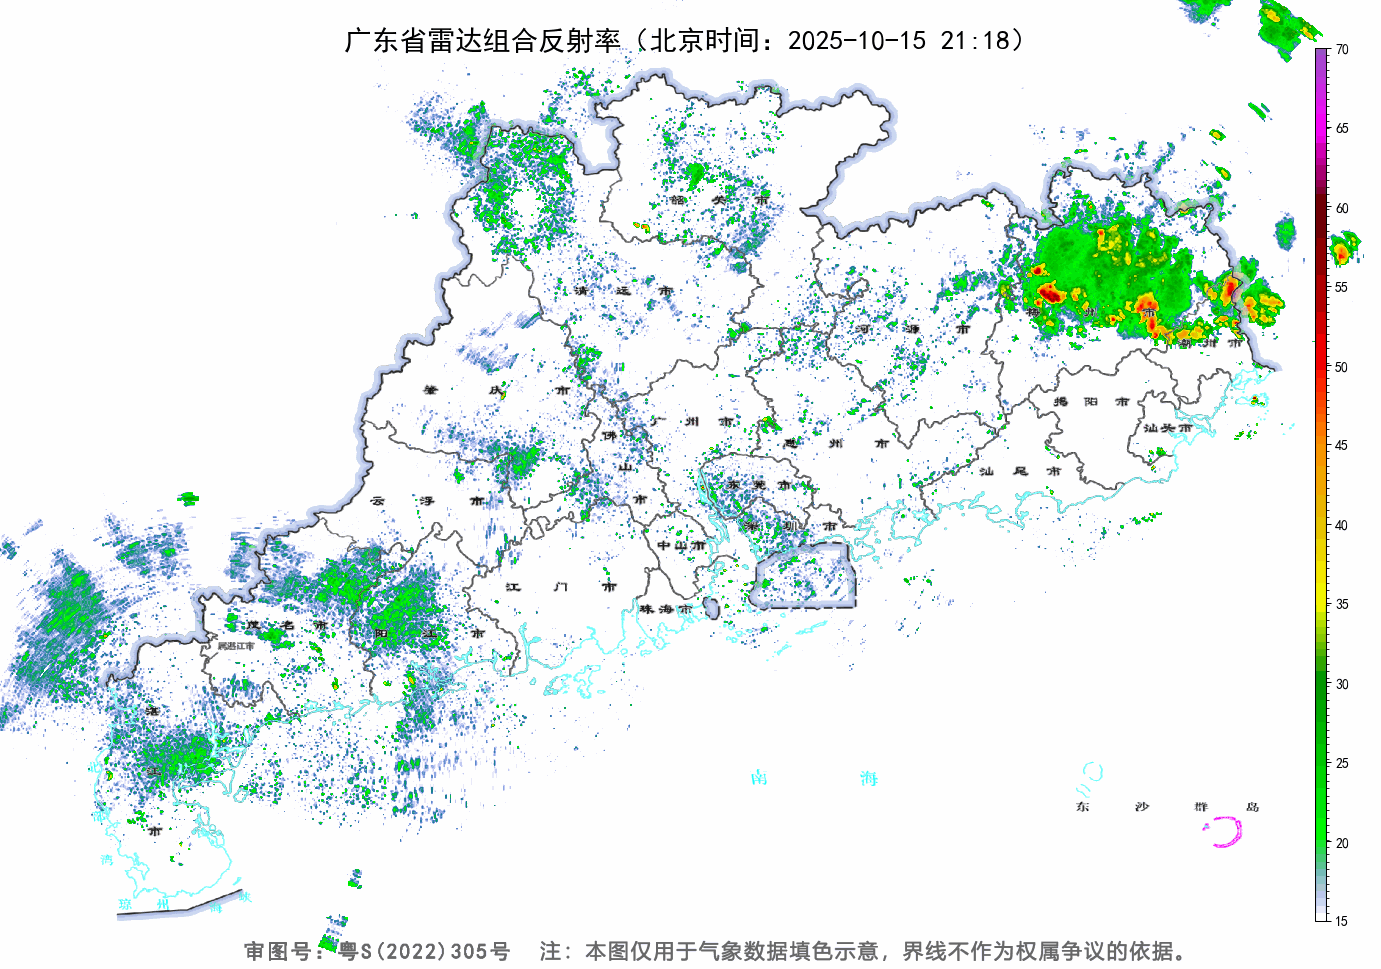 广东省雷达组合反射率（北京时间：2025-10-15 21:18）
70
65
60
55
50
45
40
35
30
25
20
15
韶关市
清远市
河源市
梅州市
潮州市
肇庆市
广州市
佛山市
惠州市
揭阳市
汕头市
汕尾市
云浮市
东莞市
深圳市
中山市
江门市
珠海市
茂名市
阳江市
属湛江市
湛江市
南海
东沙群岛
湾
琼州海峡
审图号：粤S(2022)305号 注：本图仅用于气象数据填色示意，界线不作为权属争议的依据。